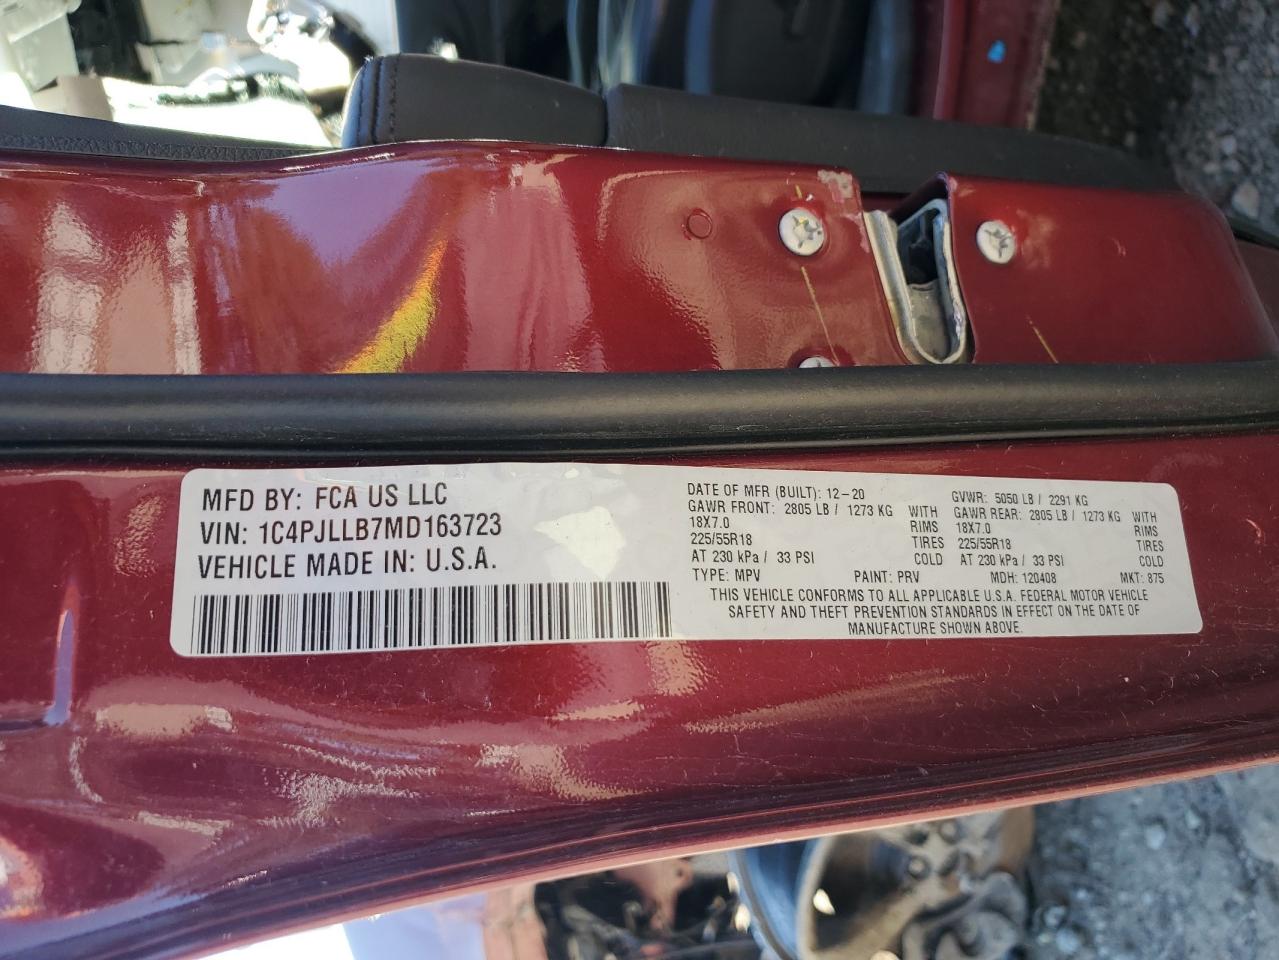 MFD BY: FCA US LLC
VIN: 1C4PJLLB7MD163723
VEHICLE MADE IN: U.S.A.
DATE OF MFR (BUILT): 12-20 GVWR: 5050 LB / 2291 KG
GAWR FRONT: 2805 LB / 1273 KG WITH GAWR REAR: 2805 LB / 1273 KG WITH
18X7.0 RIMS 18X7.0 RIMS
225/55R18 TIRES 225/55R18 TIRES
AT 230 kPa / 33 PSI COLD AT 230 kPa / 33 PSI COLD
TYPE: MPV PAINT: PRV MDH: 120408 MKT: 875
THIS VEHICLE CONFORMS TO ALL APPLICABLE U.S.A. FEDERAL MOTOR VEHICLE
SAFETY AND THEFT PREVENTION STANDARDS IN EFFECT ON THE DATE OF
MANUFACTURE SHOWN ABOVE.